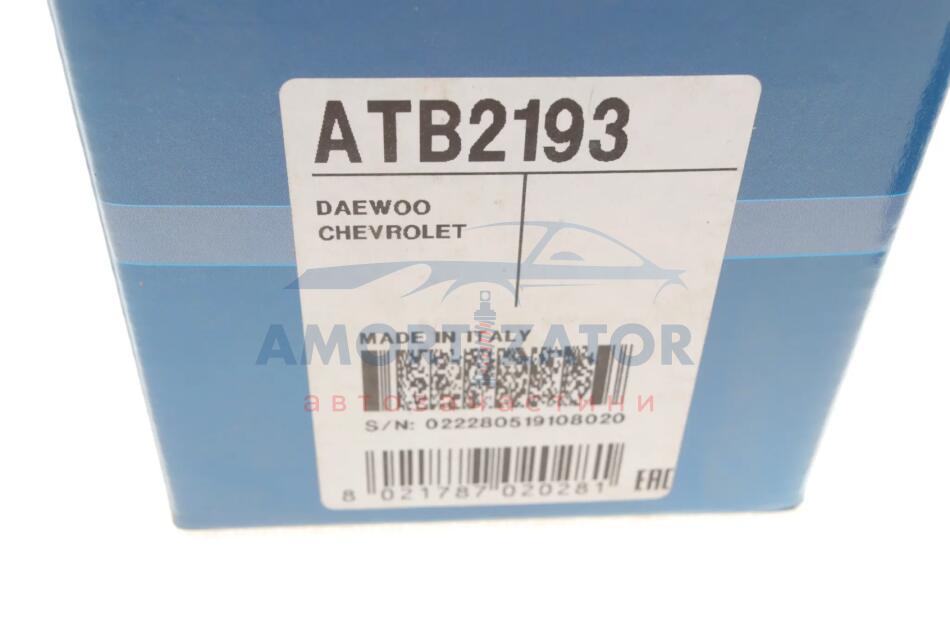 ATB2193
DAEWOO
CHEVROLET
AMORTIZATOR
MADE IN ITALY
автозапчастини
S/N: 022280519108020
8 021787 020281
EAC